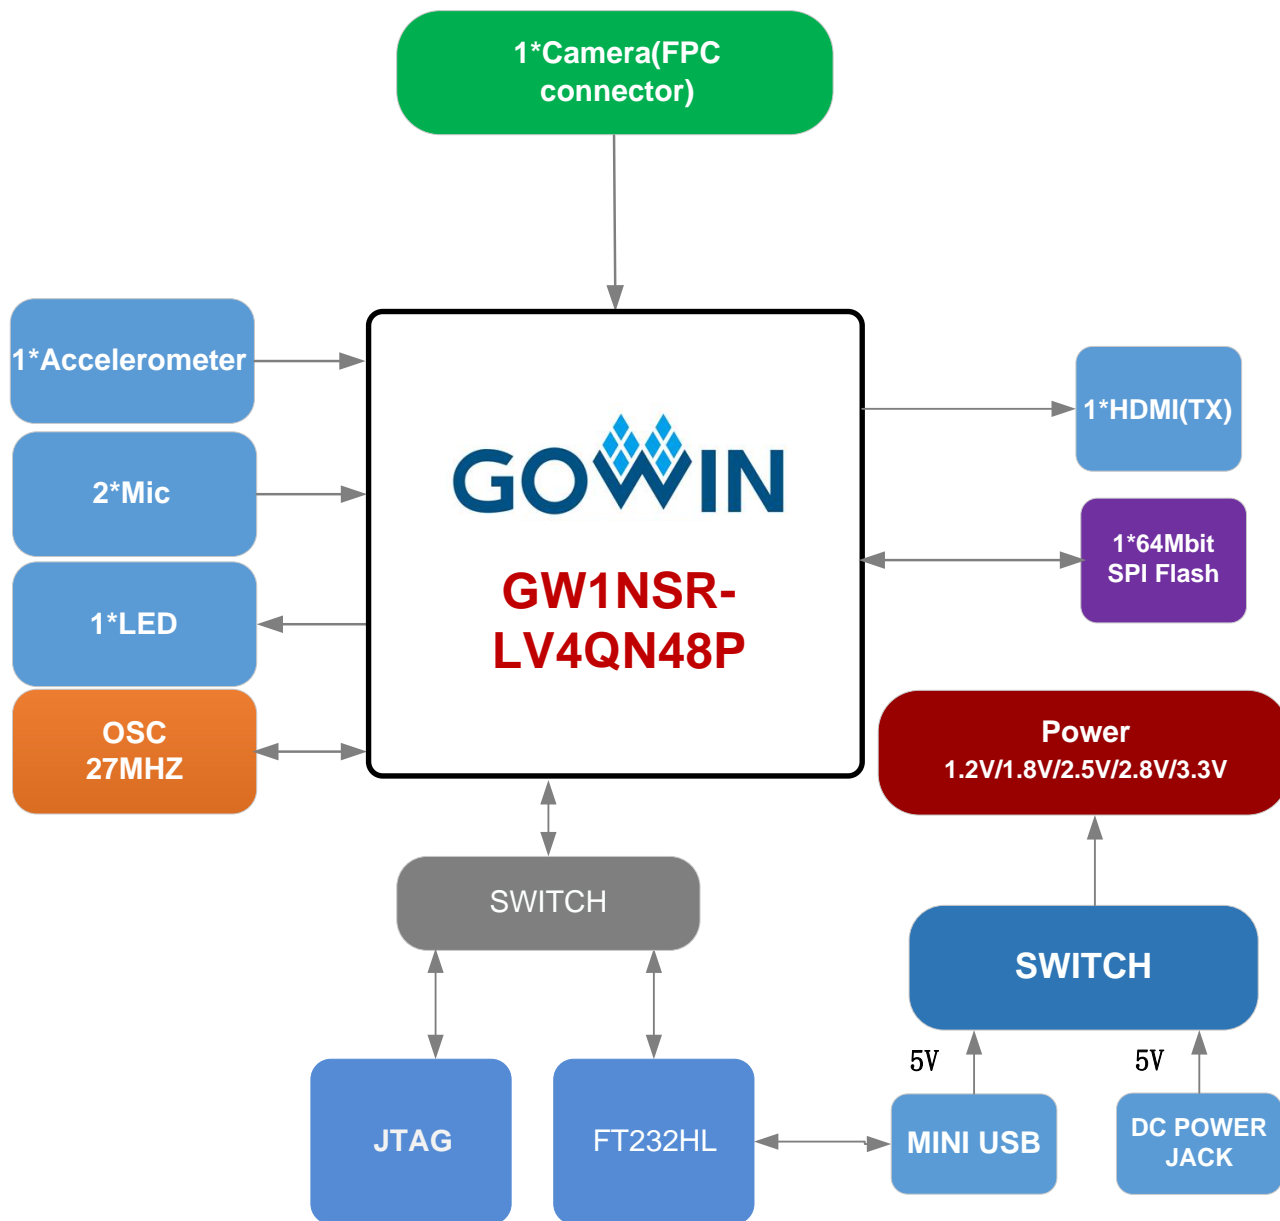 1*Camera(FPC
connector)
1*Accelerometer
2*Mic
1*LED
OSC
27MHZ
GOWIN
GW1NSR-
LV4QN48P
1*HDMI(TX)
1*64Mbit
SPI Flash
Power
1.2V/1.8V/2.5V/2.8V/3.3V
SWITCH
SWITCH
5V
5V
JTAG
FT232HL
MINI USB
DC POWER
JACK